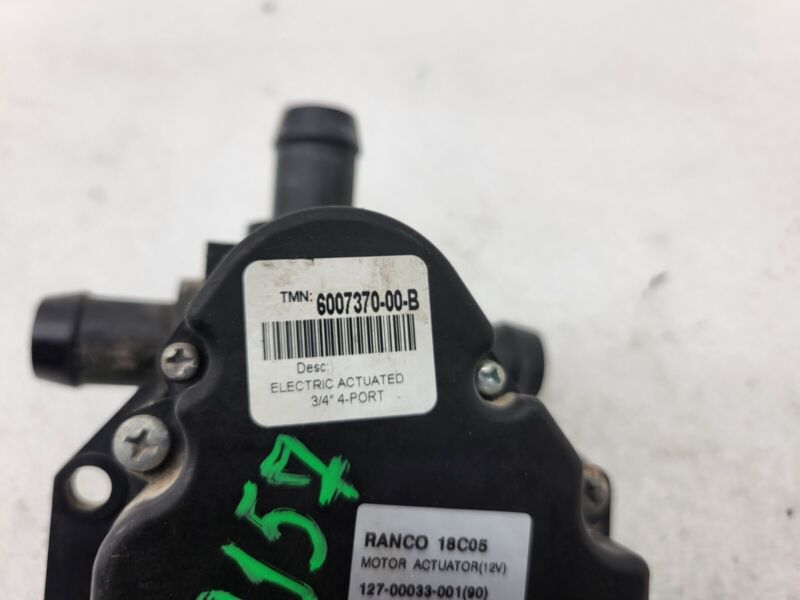 TMN: 6007370-00-B
Desc:
ELECTRIC ACTUATED
3/4" 4-PORT
157
RANCO 18C05
MOTOR ACTUATOR(12V)
127-00033-001(90)